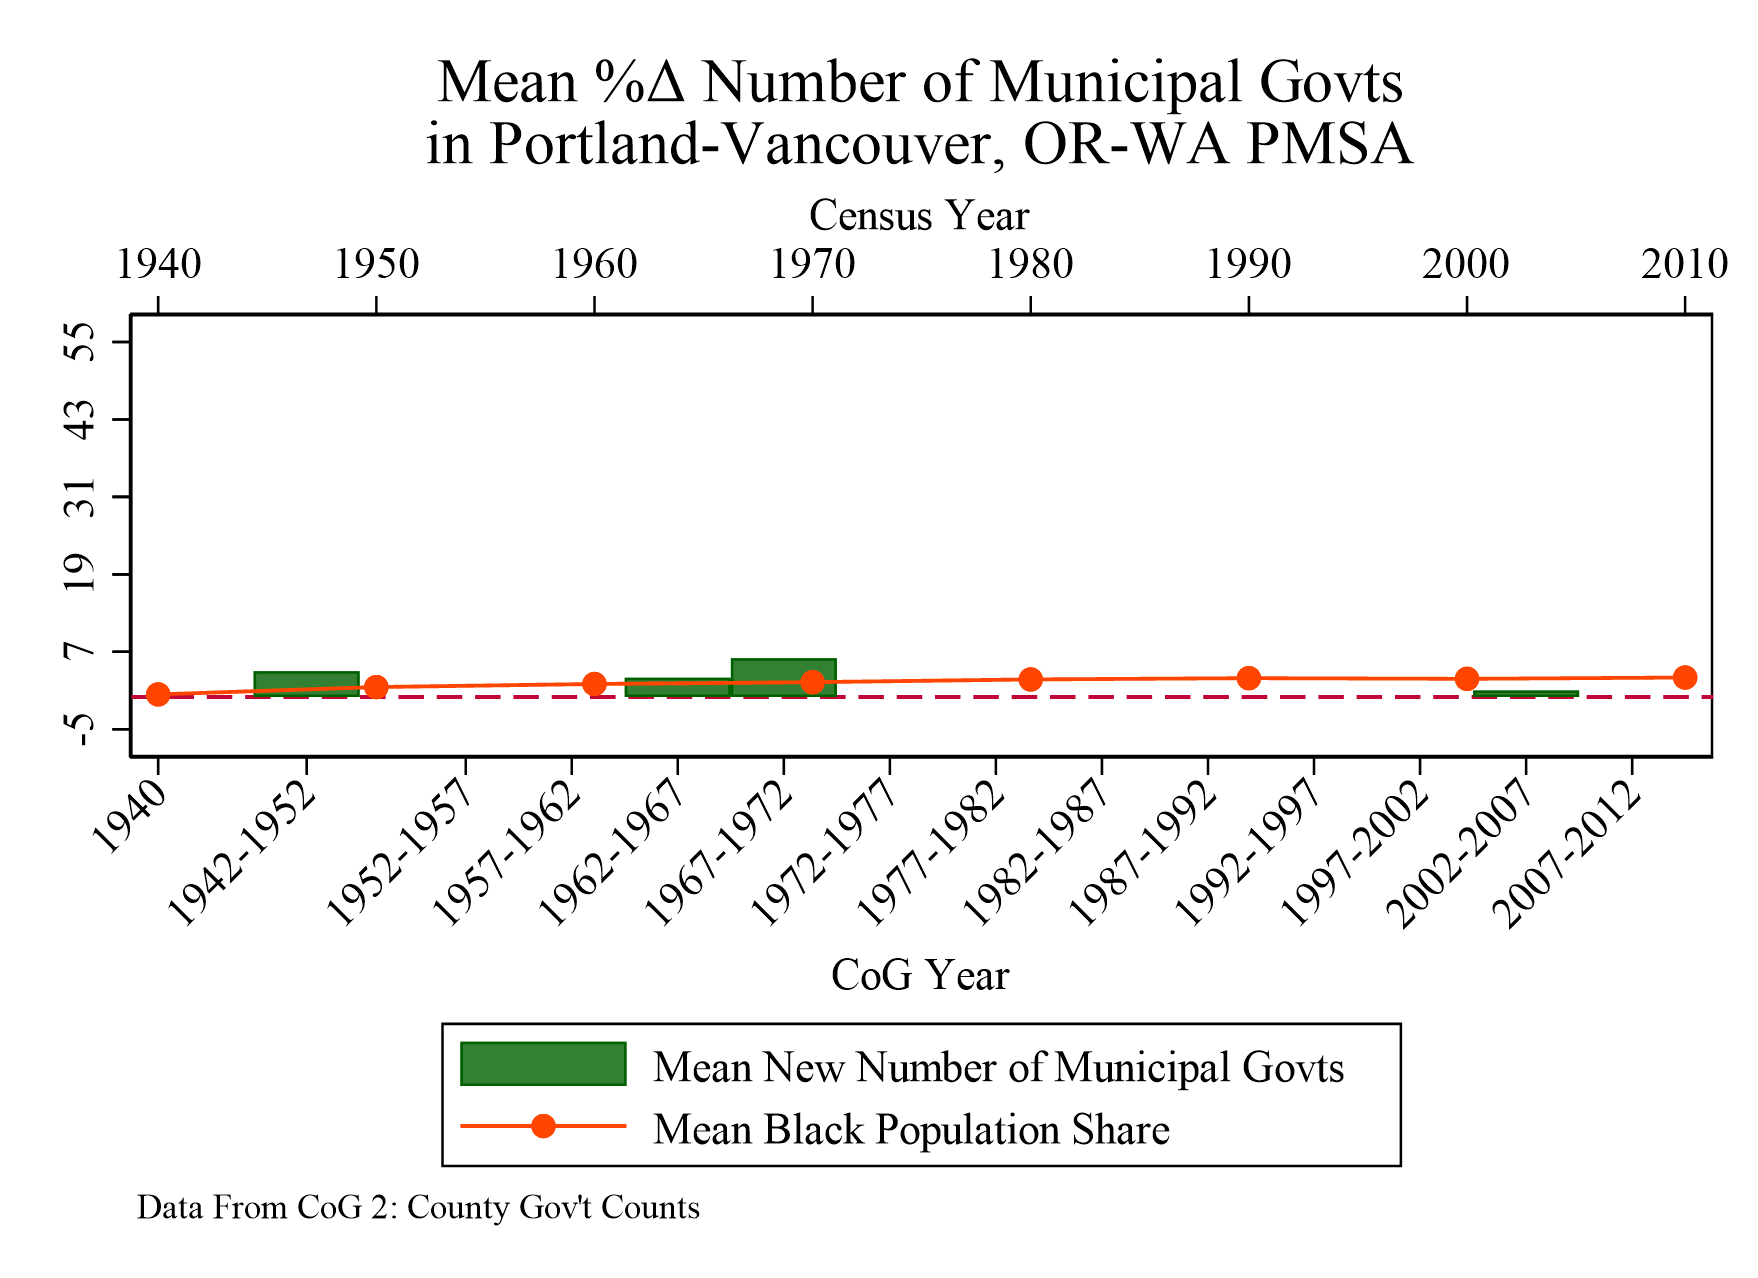 Mean %Δ Number of Municipal Govts
in Portland-Vancouver, OR-WA PMSA
Census Year
1940 1950 1960 1970 1980 1990 2000 2010
55
43
31
19
7
-5
1940 1942-1952 1952-1957 1957-1962 1962-1967 1967-1972 1972-1977 1977-1982 1982-1987 1987-1992 1992-1997 1997-2002 2002-2007 2007-2012
CoG Year
Mean New Number of Municipal Govts
Mean Black Population Share
Data From CoG 2: County Gov't Counts